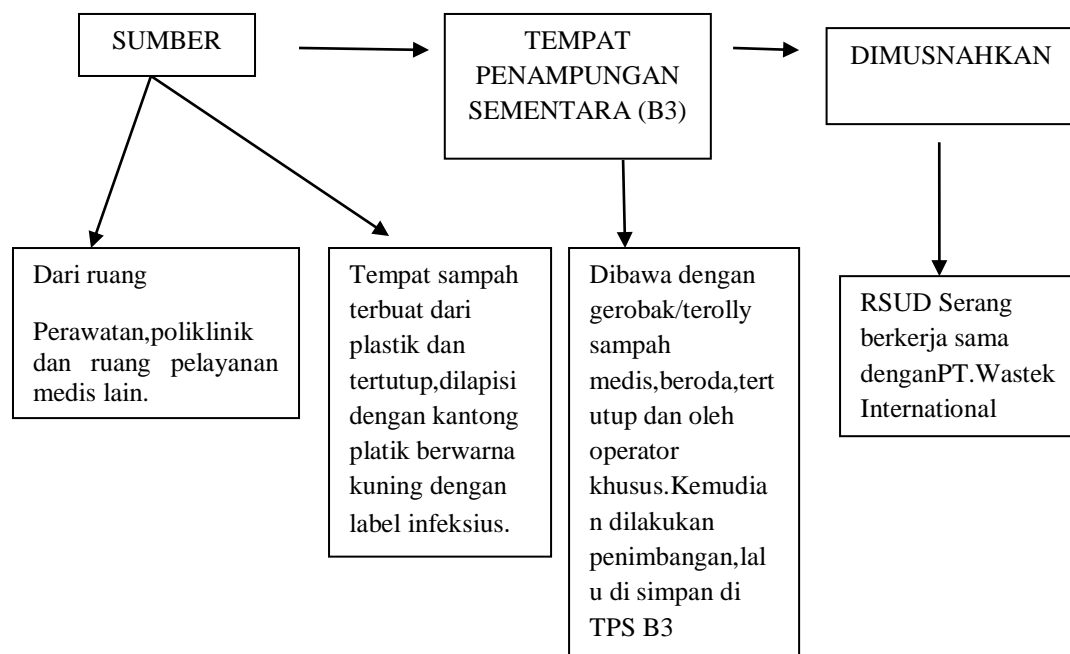 SUMBER
TEMPAT
PENAMPUNGAN
SEMENTARA (B3)
DIMUSNAHKAN
Dari ruang
Perawatan,poliklinik
dan ruang pelayanan
medis lain.
Tempat sampah
terbuat dari
plastik dan
tertutup,dilapisi
dengan kantong
platik berwarna
kuning dengan
label infeksius.
Dibawa dengan
gerobak/terolly
sampah
medis,beroda,tert
utup dan oleh
operator
khusus.Kemudia
n dilakukan
penimbangan,lal
u di simpan di
TPS B3
RSUD Serang
berkerja sama
denganPT.Wastek
International